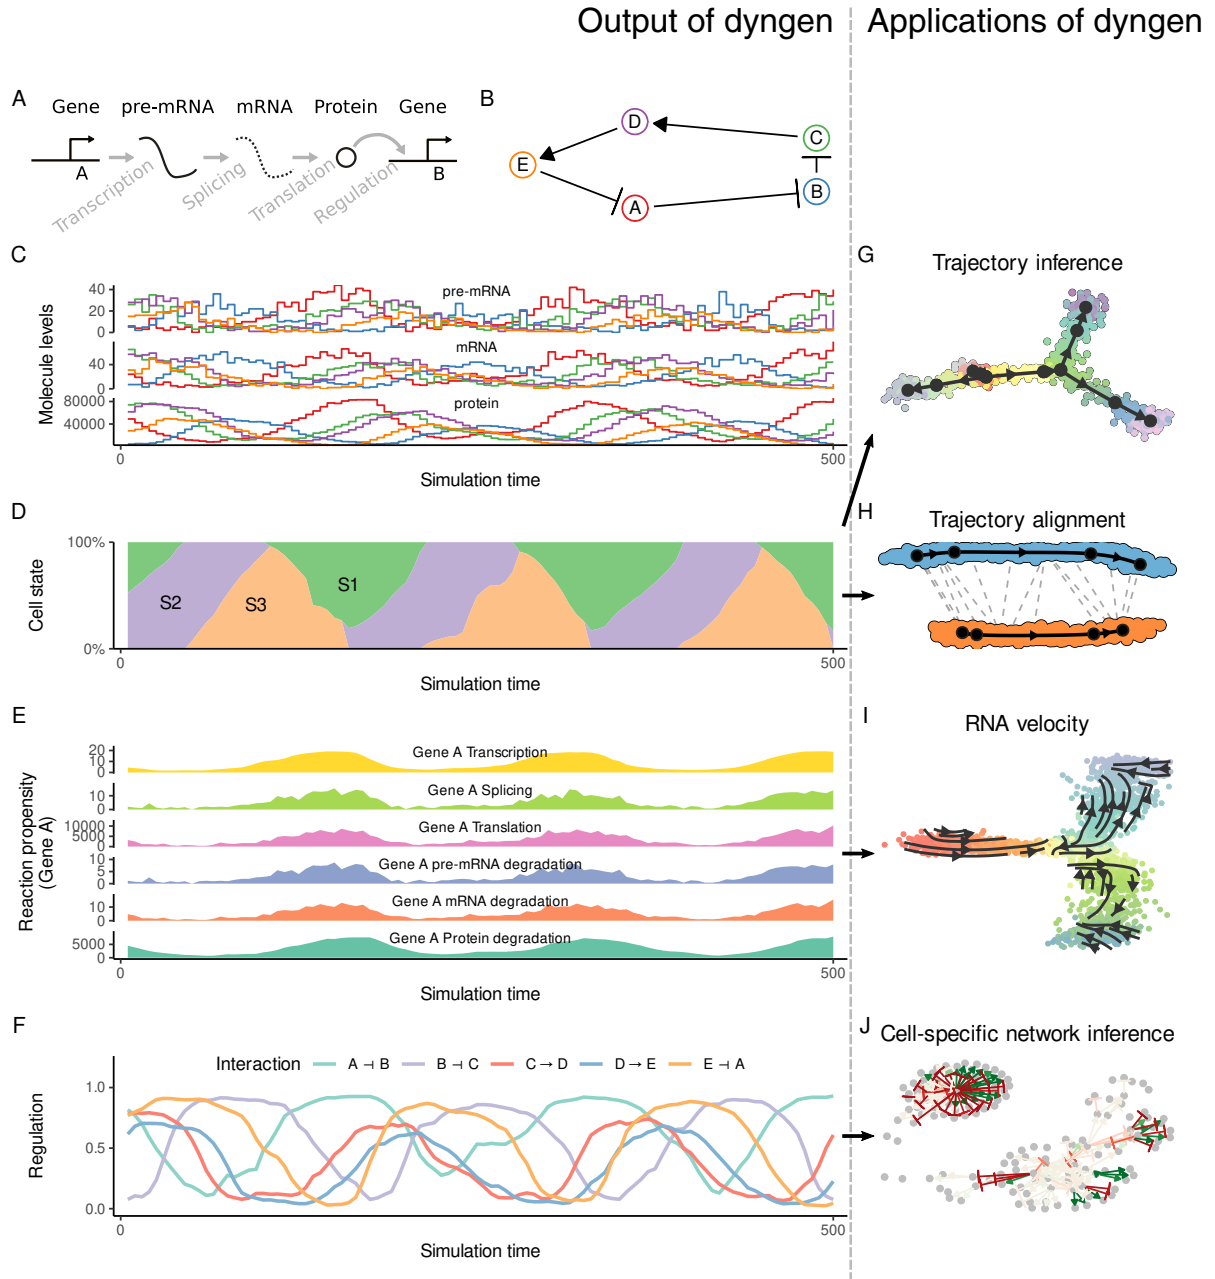 Output of dyngen
Applications of dyngen
A
Gene
pre-mRNA
mRNA
Protein
Gene
A
B
Transcription
Splicing
Translation
Regulation
B
D
C
E
A
B
C
Molecule levels
pre-mRNA
40
20
0
mRNA
40
0
protein
80000
40000
0
500
Simulation time
D
Cell state
100%
0%
S2
S3
S1
0
500
Simulation time
E
Reaction propensity
(Gene A)
Gene A Transcription
20
10
0
Gene A Splicing
10
0
Gene A Translation
10000
5000
0
Gene A pre-mRNA degradation
10
5
0
Gene A mRNA degradation
10
0
Gene A Protein degradation
5000
0
0
500
Simulation time
F
Regulation
Interaction
A ⊣ B
B ⊣ C
C → D
D → E
E ⊣ A
1.0
0.5
0.0
0
500
Simulation time
G
Trajectory inference
H
Trajectory alignment
I
RNA velocity
J
Cell-specific network inference